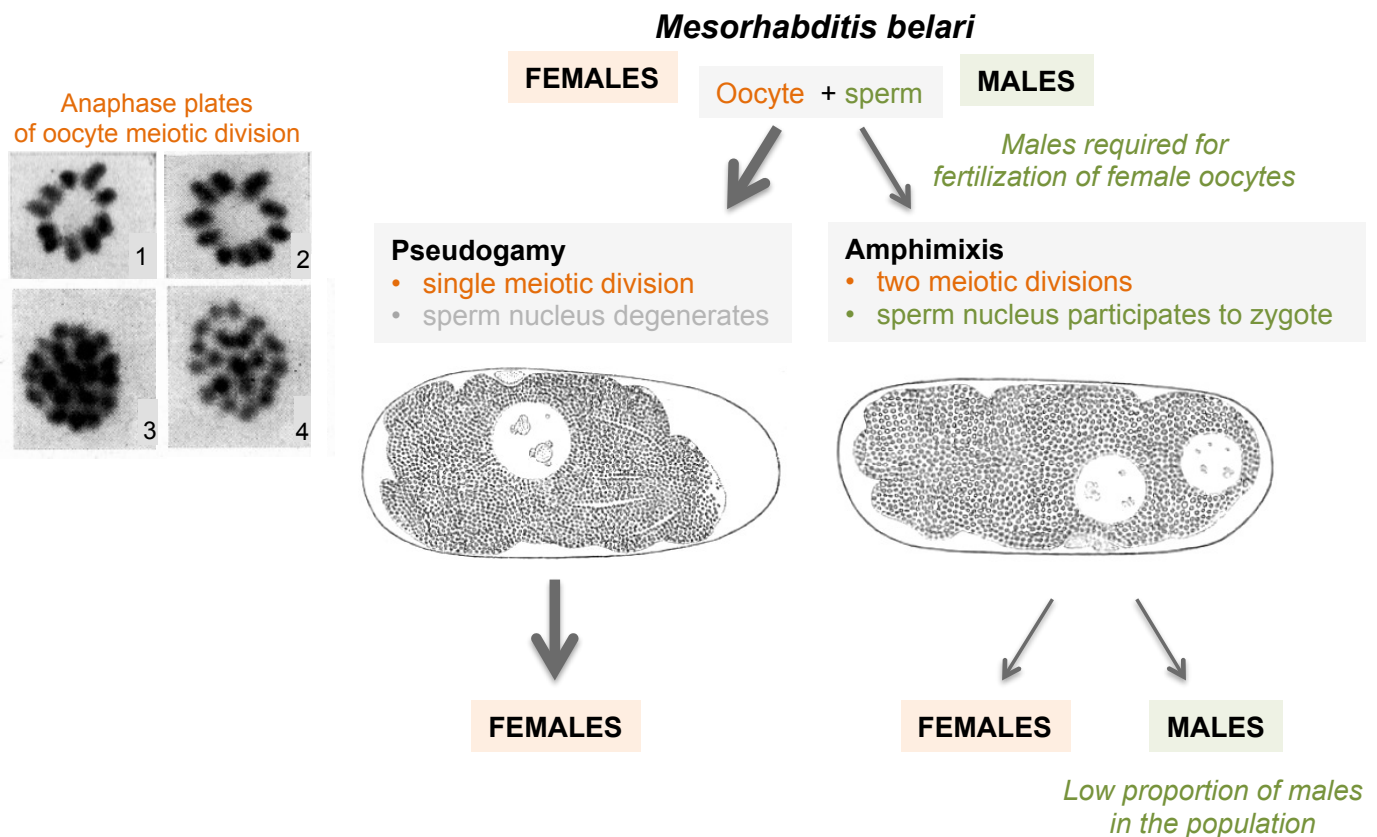 Mesorhabditis belari
FEMALES
Oocyte + sperm
MALES
Males required for
fertilization of female oocytes
Anaphase plates
of oocyte meiotic division
1
2
3
4
Pseudogamy
• single meiotic division
• sperm nucleus degenerates
Amphimixis
• two meiotic divisions
• sperm nucleus participates to zygote
FEMALES
FEMALES
MALES
Low proportion of males
in the population